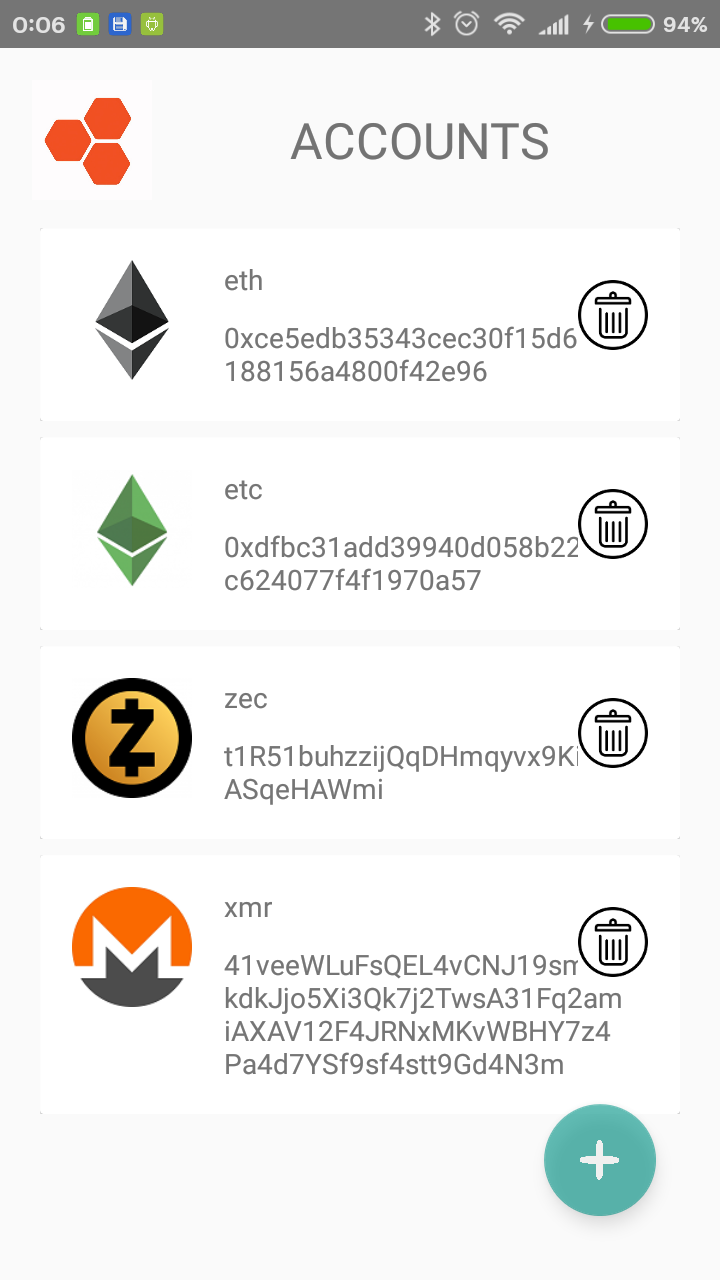 0:06
94%
ACCOUNTS
eth
0xce5edb35343cec30f15d6
188156a4800f42e96
etc
0xdfbc31add39940d058b22
c624077f4f1970a57
zec
t1R51buhzzijQqDHmqyvx9Ki
ASqeHAWmi
xmr
41veeWLuFsQEL4vCNJ19sm
kdkJjo5Xi3Qk7j2TwsA31Fq2am
iAXAV12F4JRNxMKvWBHY7z4
Pa4d7YSf9sf4stt9Gd4N3m